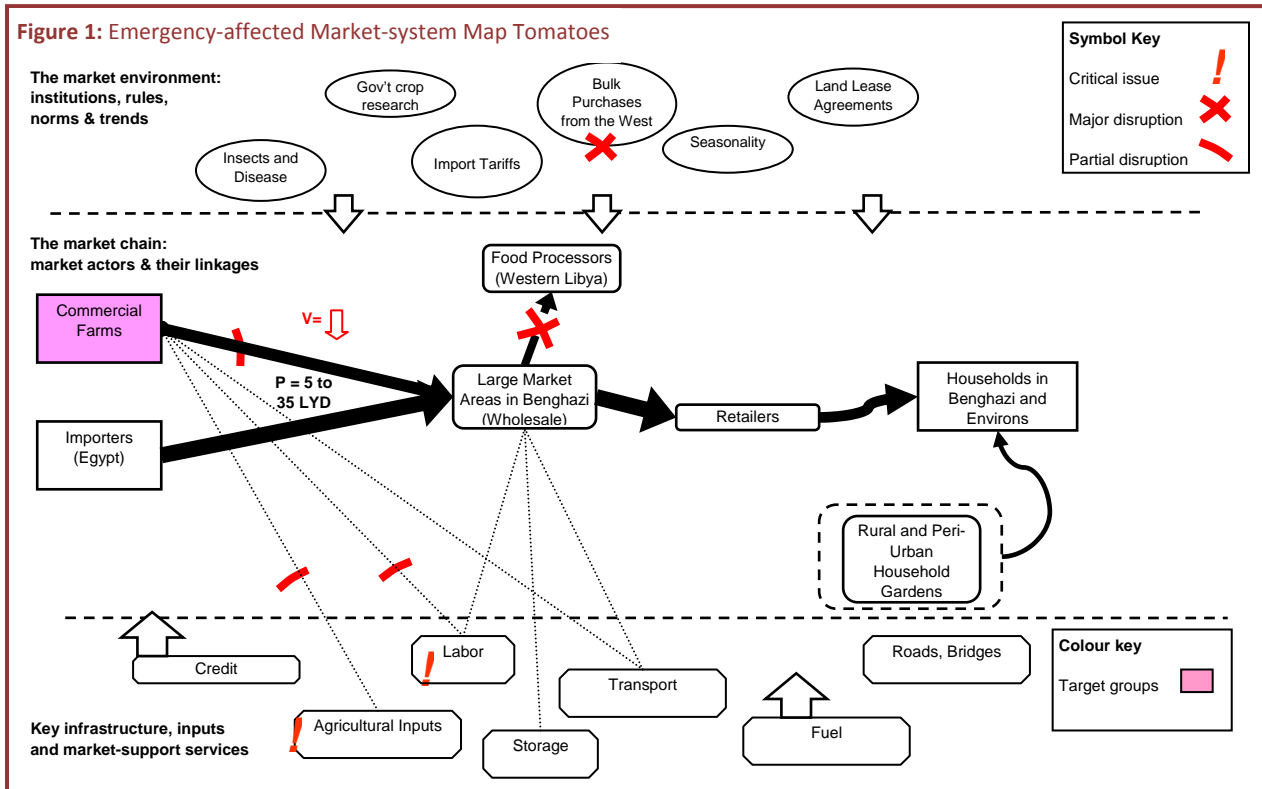 Figure 1: Emergency-affected Market-system Map Tomatoes
Symbol Key
Critical issue
!
Major disruption
Partial disruption
The market environment:
institutions, rules,
norms & trends
Gov't crop
research
Bulk
Purchases
from the West
Land Lease
Agreements
Insects and
Disease
Import Tariffs
Seasonality
The market chain:
market actors & their linkages
Food Processors
(Western Libya)
Commercial
Farms
V=
P = 5 to
35 LYD
Large Market
Areas in Benghazi
(Wholesale)
Retailers
Households in
Benghazi and
Environs
Importers
(Egypt)
Rural and Peri-
Urban
Household
Gardens
Credit
!
Labor
Transport
Roads, Bridges
Colour key
Target groups
Key infrastructure, inputs
and market-support services
!
Agricultural Inputs
Storage
Fuel